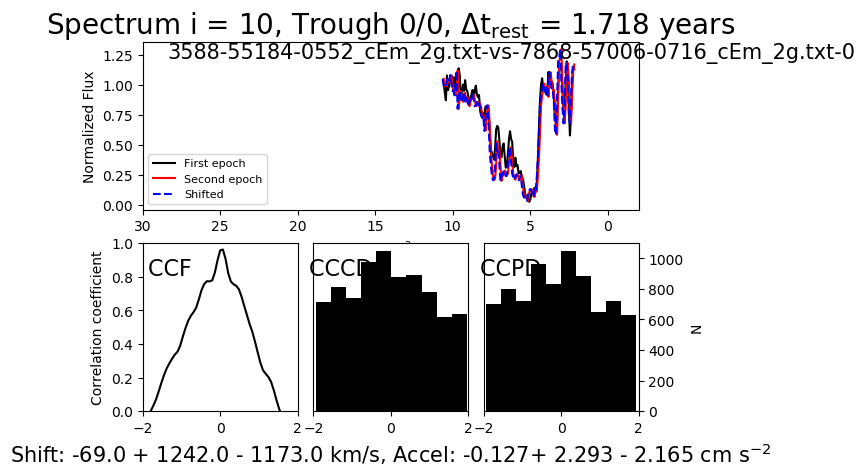 Spectrum i = 10, Trough 0/0, Δt_rest = 1.718 years
3588-55184-0552_cEm_2g.txt-vs-7868-57006-0716_cEm_2g.txt-0
Normalized Flux
1.25
1.00
0.75
0.50
0.25
0.00
First epoch
Second epoch
Shifted
30 25 20 15 10 5 0
Correlation coefficient
1.0
0.8
0.6
0.4
0.2
0.0
CCF
−2 0 2
CCCD
−2 0 2
CCPD
−2 0 2
1000
800
600
400
200
0
N
Shift: -69.0 + 1242.0 - 1173.0 km/s, Accel: -0.127+ 2.293 - 2.165 cm s⁻²